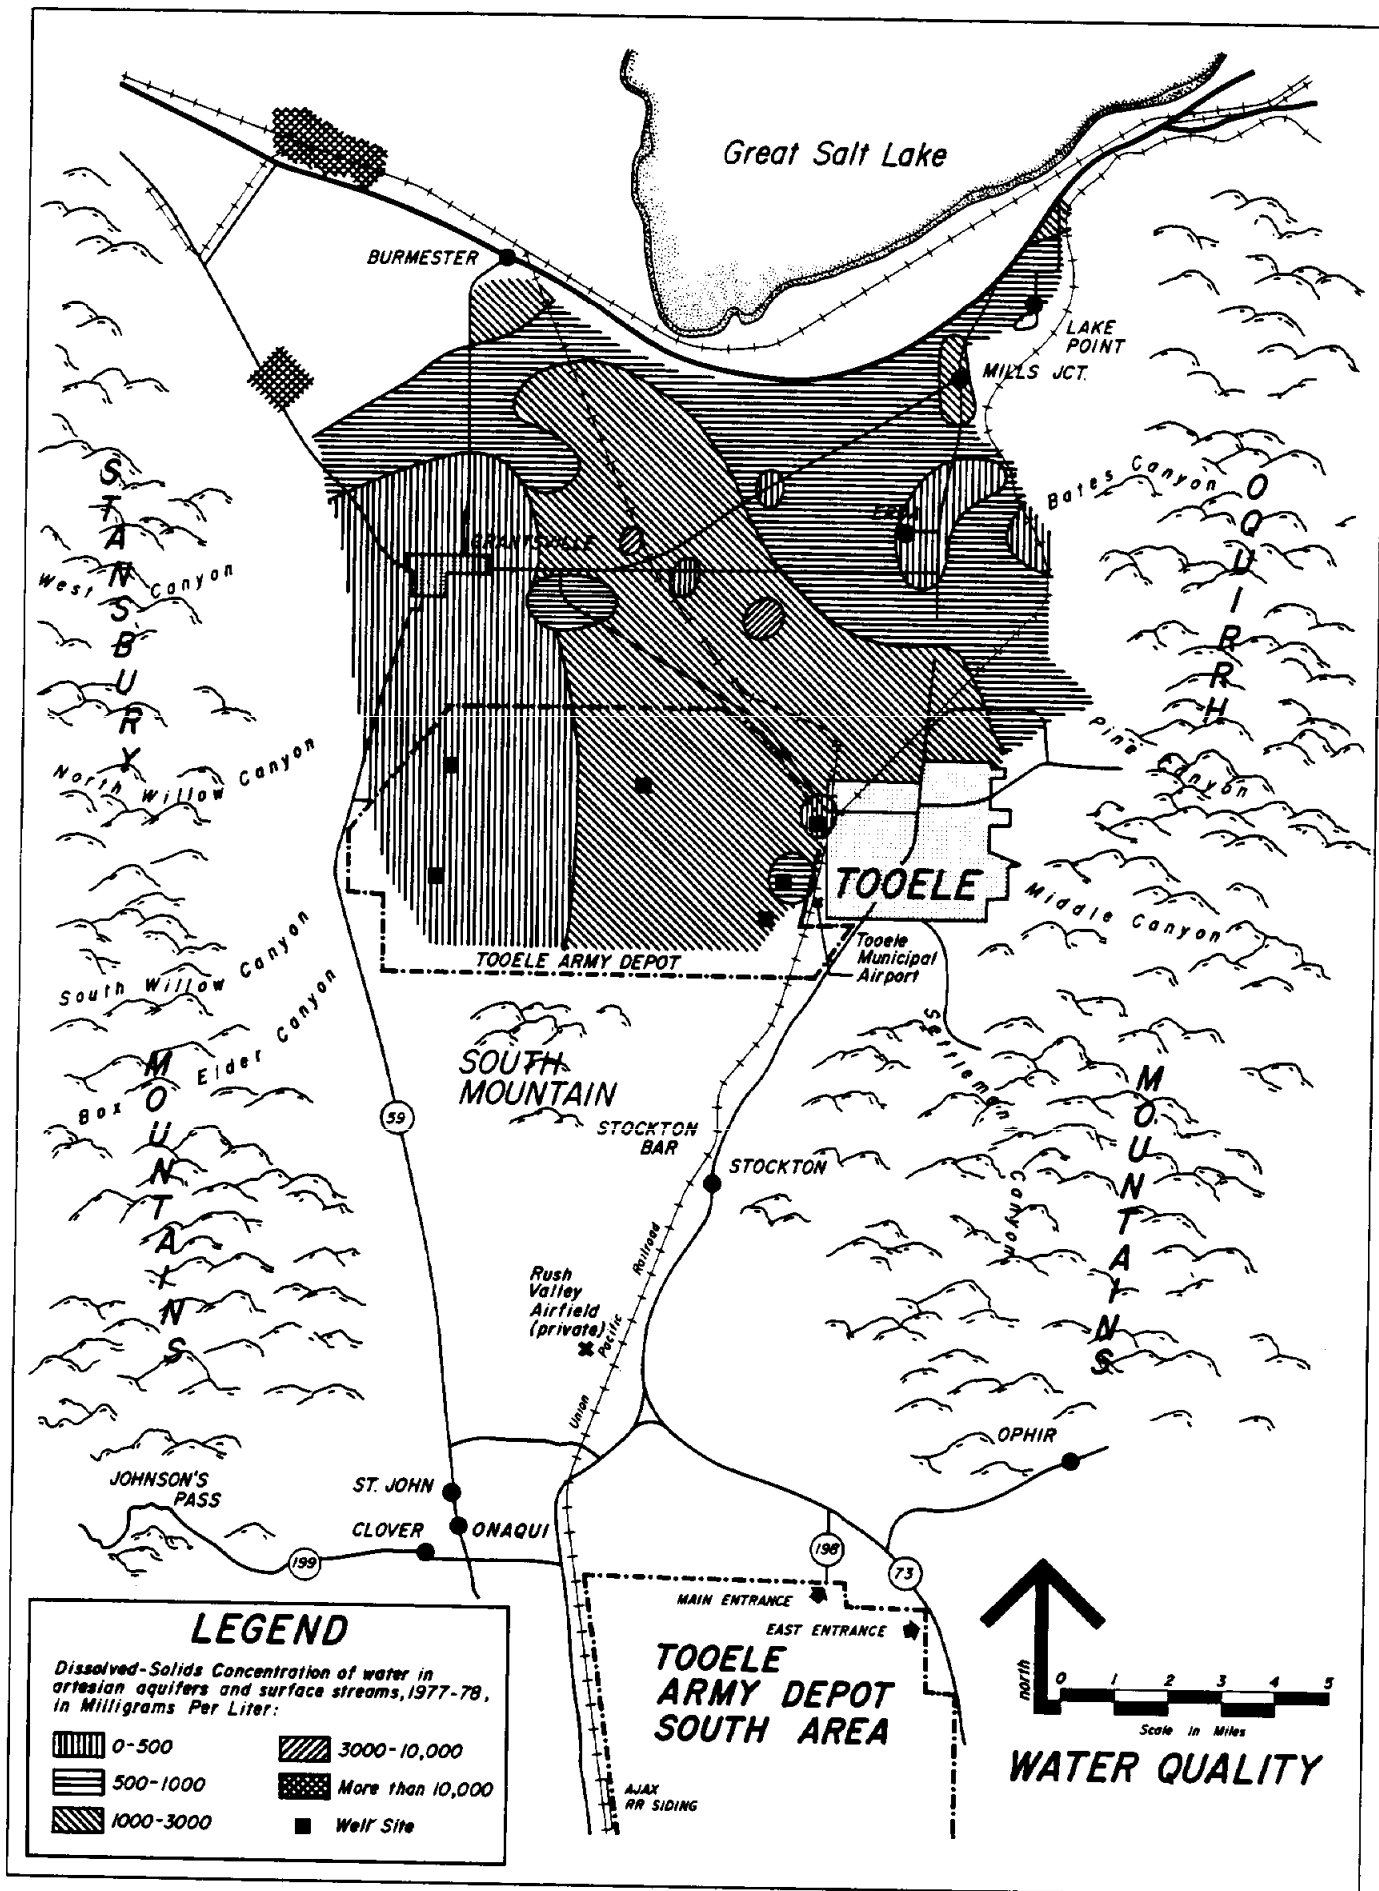 Great Salt Lake
BURMESTER
LAKE
POINT
MILLS JCT.
Bates Canyon
ERDA
GRANTSVILLE
STANSBURY
OQUIRRH
West Canyon
North Willow Canyon
Pine Canyon
TOOELE
Middle Canyon
South Willow Canyon
TOOELE ARMY DEPOT
Tooele
Municipal
Airport
Box Elder Canyon
MOUNTAINS
SOUTH
MOUNTAIN
Settlement
Canyon
MOUNTAINS
STOCKTON
BAR
STOCKTON
59
Rush
Valley
Airfield
(private)
Union Pacific Railroad
OPHIR
JOHNSON'S
PASS
ST. JOHN
CLOVER
ONAQUI
199
198
73
MAIN ENTRANCE
EAST ENTRANCE
TOOELE
ARMY DEPOT
SOUTH AREA
AJAX
RR SIDING
north
0 1 2 3 4 5
Scale in Miles
WATER QUALITY
LEGEND
Dissolved-Solids Concentration of water in
artesian aquifers and surface streams, 1977-78,
in Milligrams Per Liter:
0-500
500-1000
1000-3000
3000-10,000
More than 10,000
Well Site